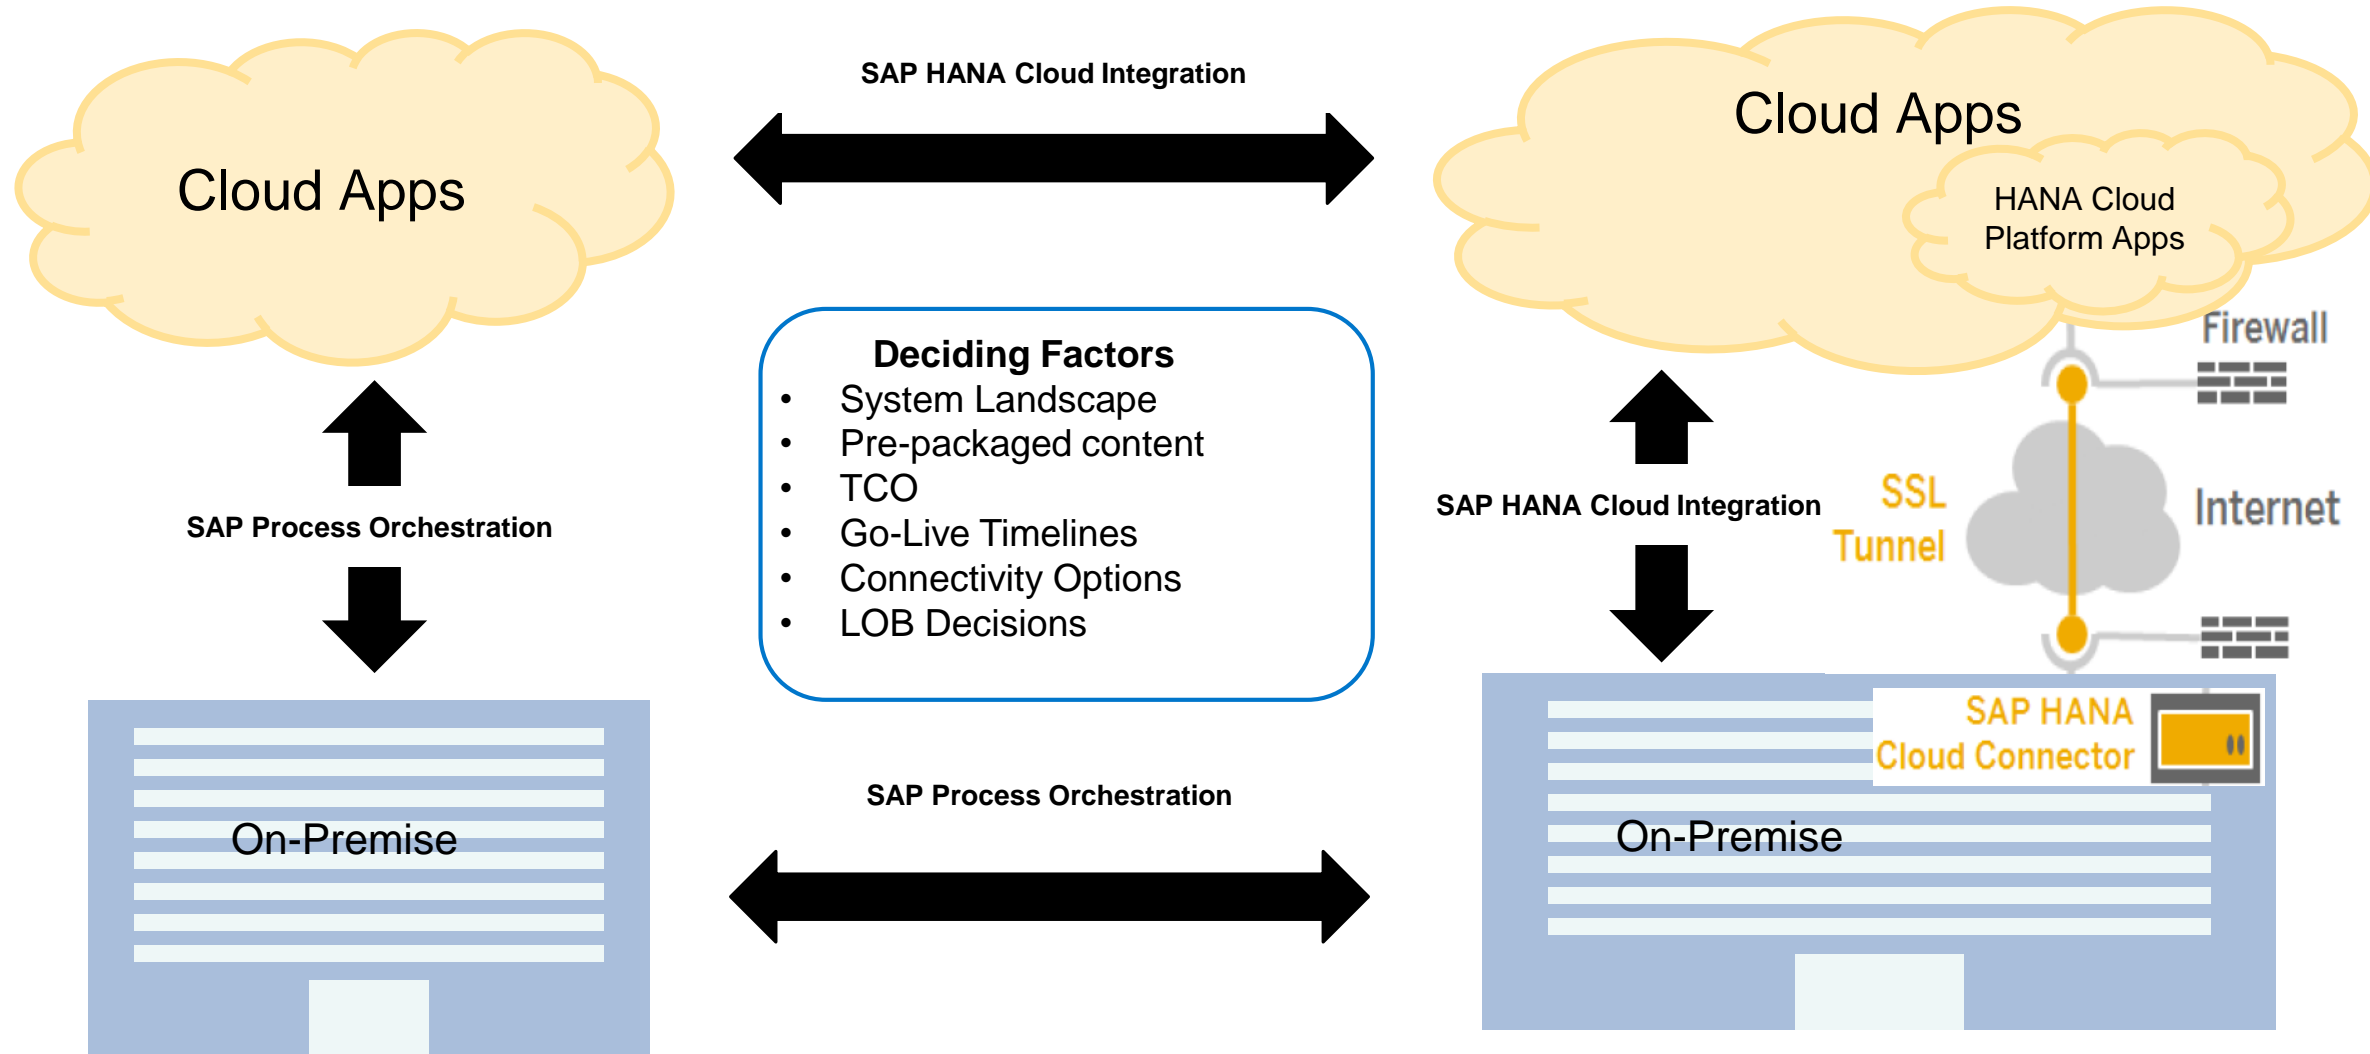 SAP HANA Cloud Integration
Cloud Apps
Cloud Apps
HANA Cloud
Platform Apps
Firewall
Deciding Factors
• System Landscape
• Pre-packaged content
• TCO
• Go-Live Timelines
• Connectivity Options
• LOB Decisions
SAP Process Orchestration
SAP HANA Cloud Integration
SSL
Tunnel
Internet
SAP HANA
Cloud Connector
SAP Process Orchestration
On-Premise
On-Premise